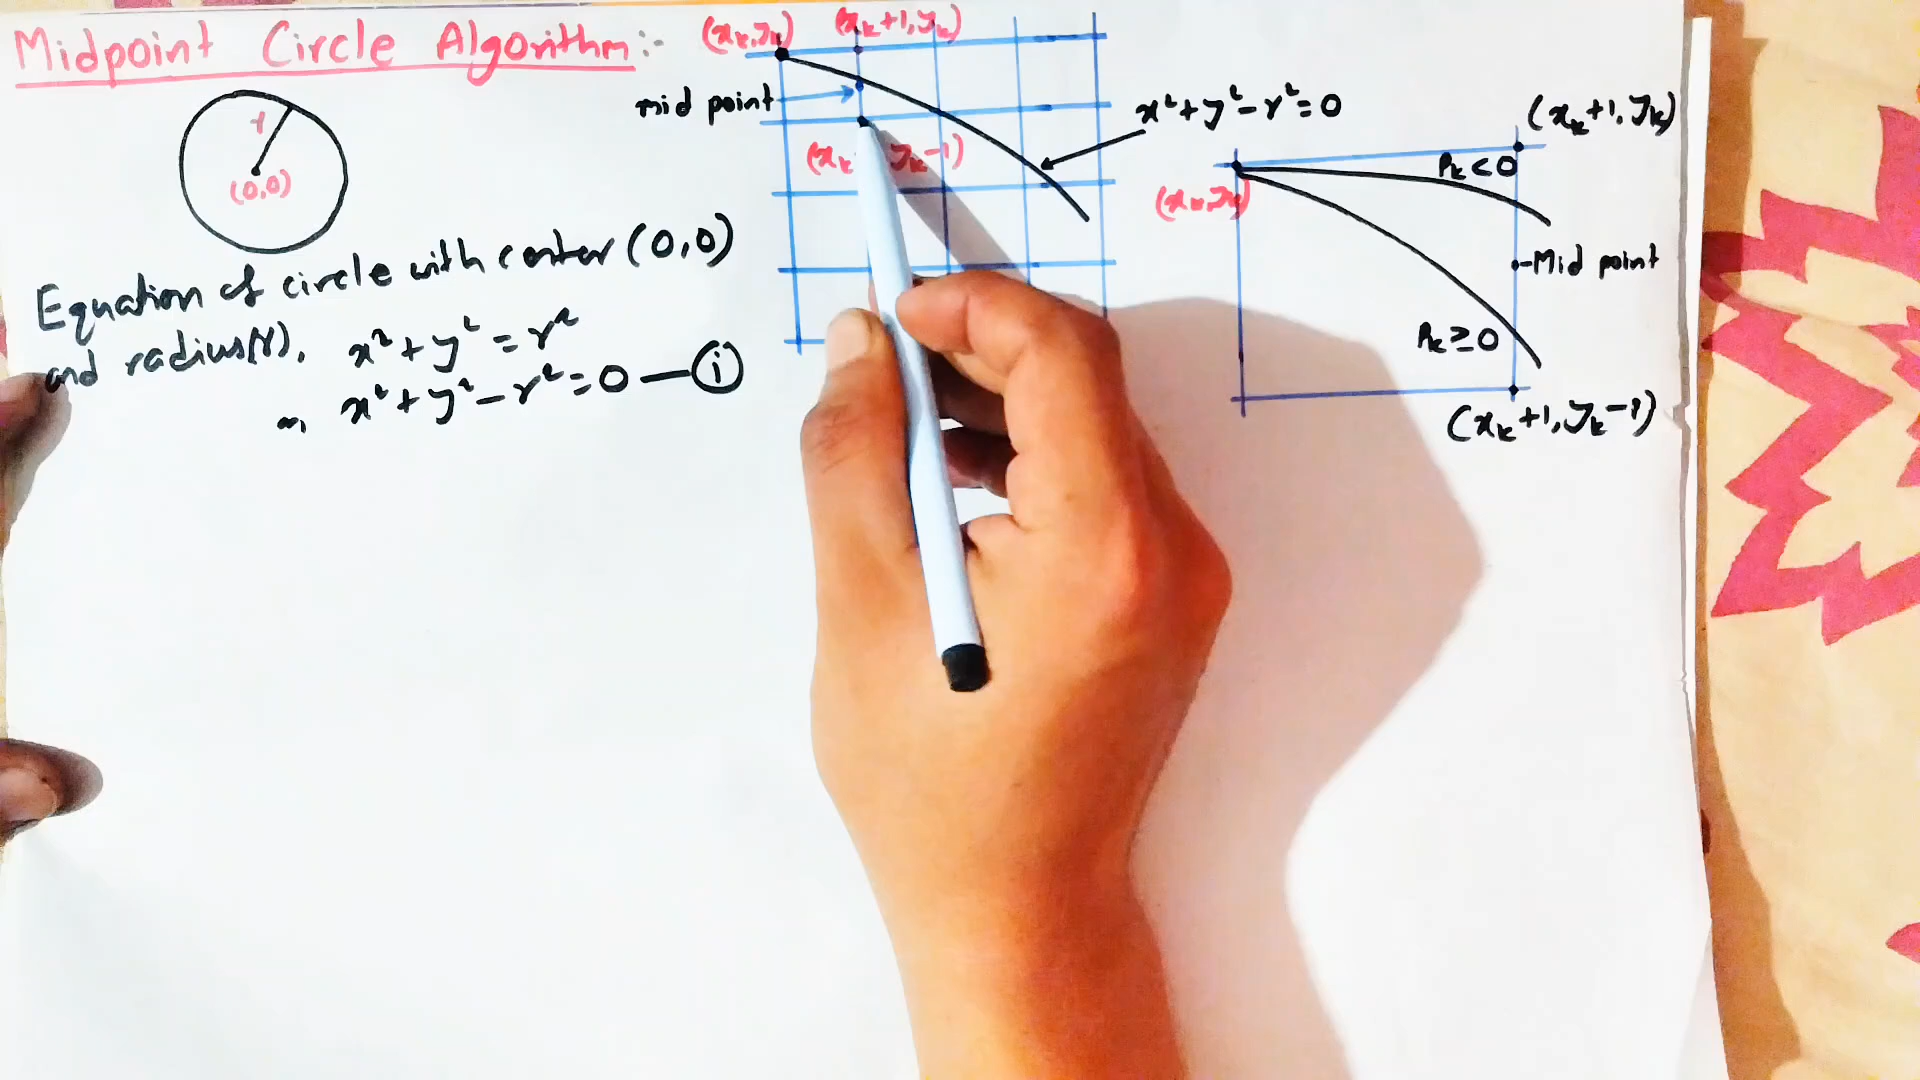 Midpoint Circle Algorithm:-
r
(0,0)
Equation of circle with center (0,0)
and radius(r), x² + y² = r²
x² + y² - r² = 0 — (i)
(xₖ, yₖ)
(xₖ+1, yₖ)
mid point
yₖ-1)
x² + y² - r² = 0
(xₖ+1, yₖ)
Pₖ < 0
(xₖ, yₖ)
Mid point
Pₖ ≥ 0
(xₖ+1, yₖ-1)